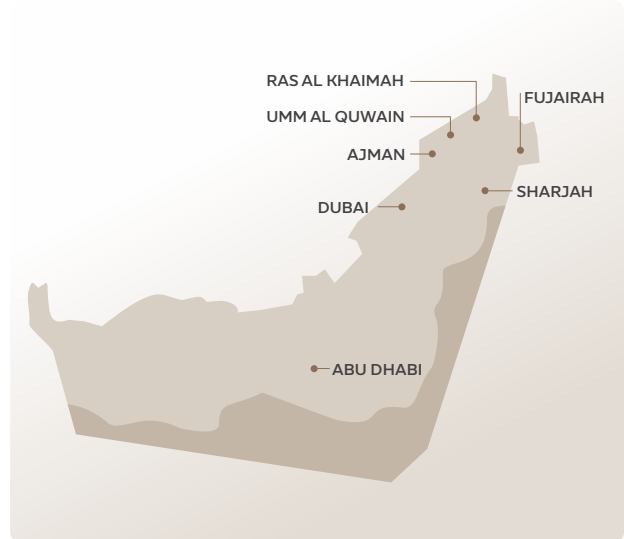 RAS AL KHAIMAH
FUJAIRAH
UMM AL QUWAIN
AJMAN
SHARJAH
DUBAI
ABU DHABI